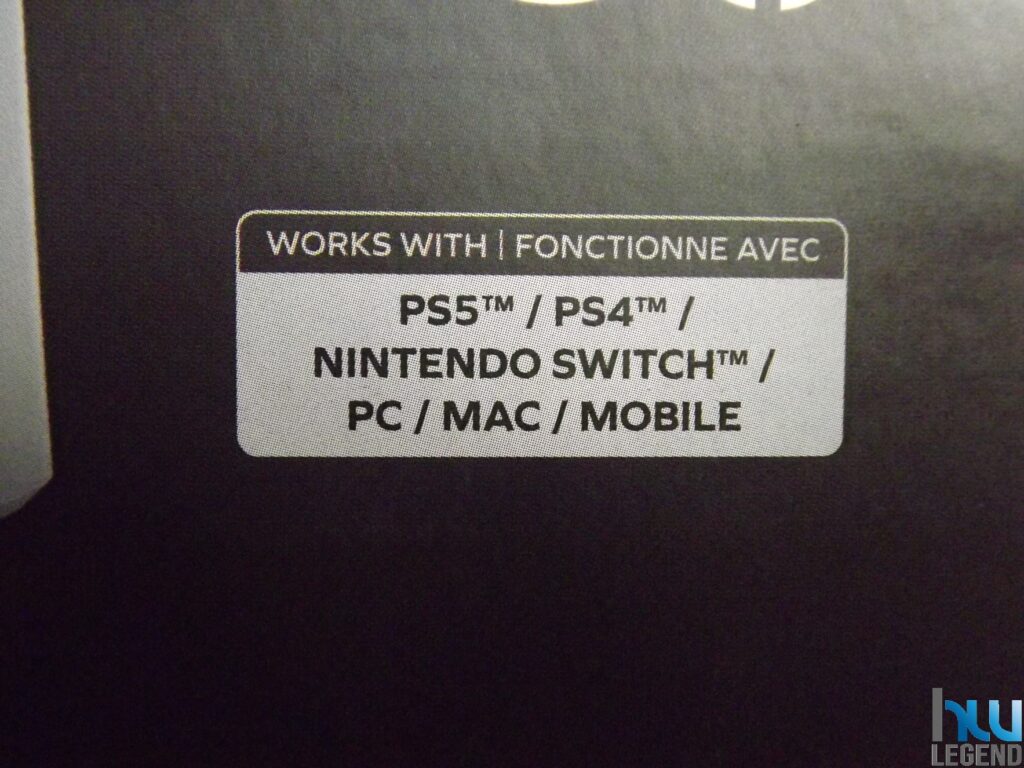 WORKS WITH | FONCTIONNE AVEC
PS5™ / PS4™ /
NINTENDO SWITCH™ /
PC / MAC / MOBILE
LEGEND